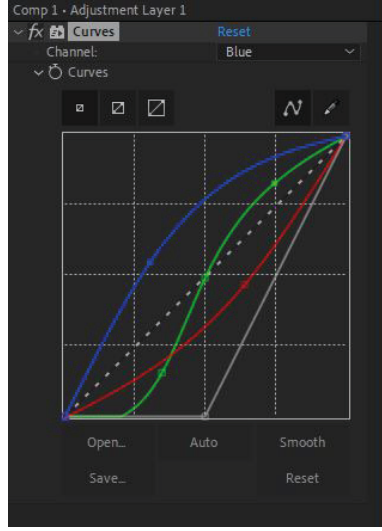 Comp 1 • Adjustment Layer 1
fx Curves Reset
Channel: Blue
Curves
Open... Auto Smooth
Save... Reset